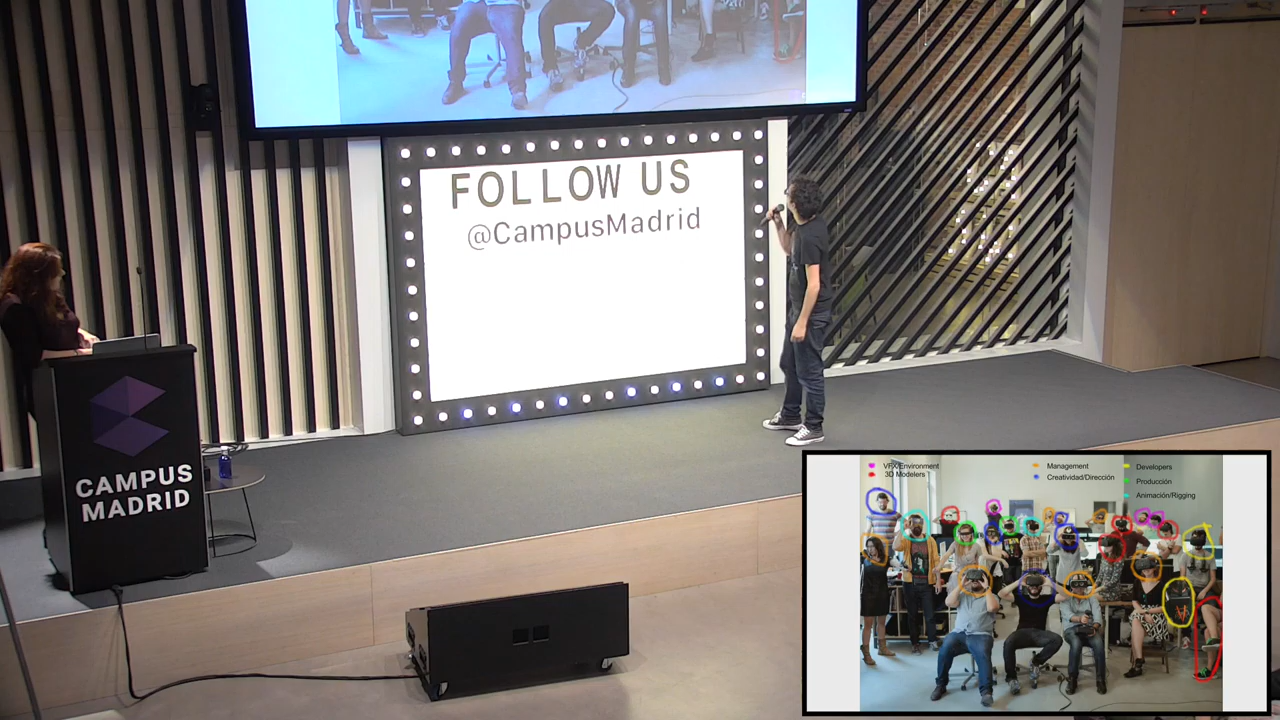 FOLLOW US
@CampusMadrid
CAMPUS
MADRID
VFX/Environment
3D Modelers
Management
Creatividad/Dirección
Developers
Producción
Animación/Rigging